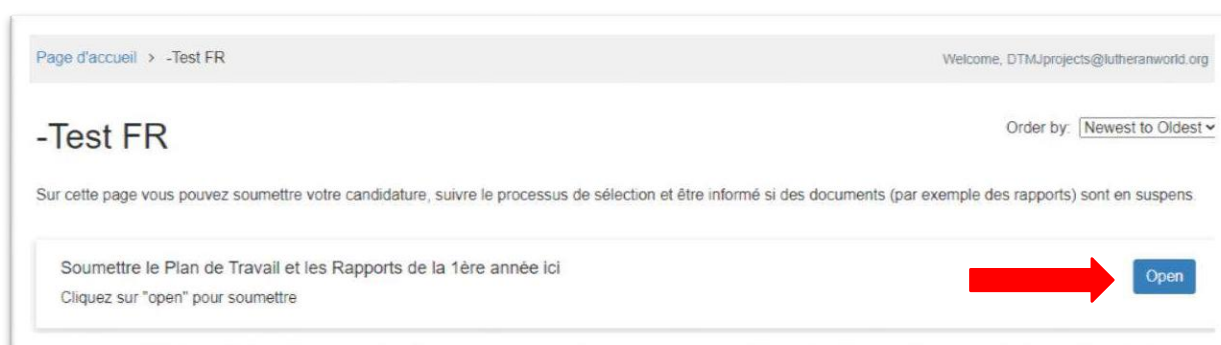 Page d'accueil > -Test FR
Welcome, DTMJprojects@lutheranworld.org
-Test FR
Order by: Newest to Oldest
Sur cette page vous pouvez soumettre votre candidature, suivre le processus de sélection et être informé si des documents (par exemple des rapports) sont en suspens.
Soumettre le Plan de Travail et les Rapports de la 1ère année ici
Open
Cliquez sur "open" pour soumettre